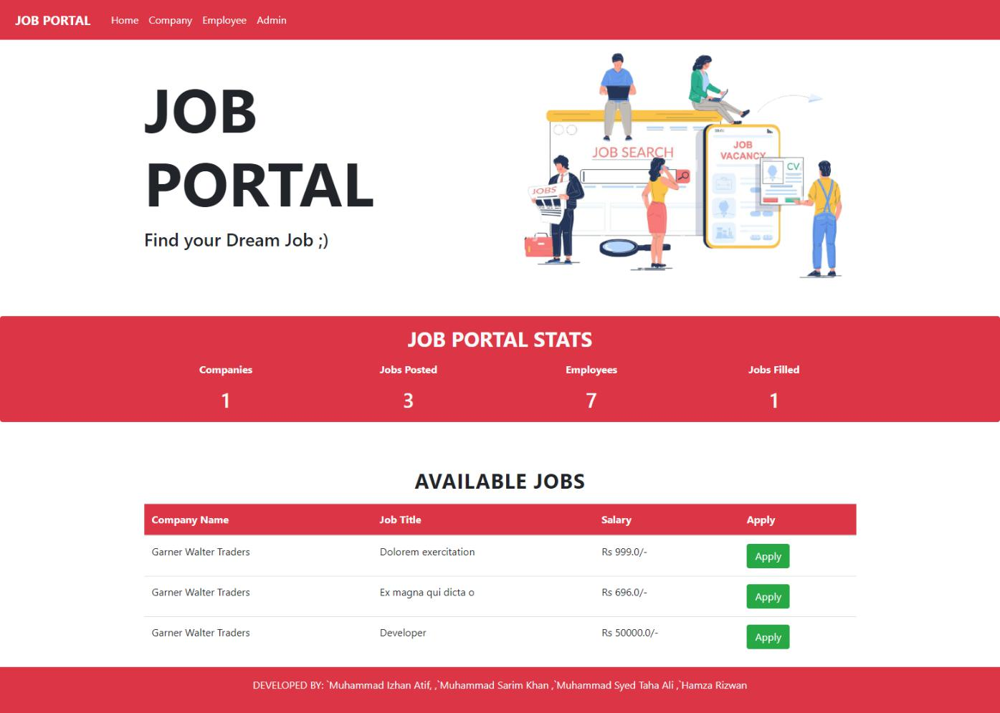 JOB PORTAL Home Company Employee Admin
JOB
PORTAL
Find your Dream Job ;)
JOB SEARCH
JOB
VACANCY
CV
JOBS
JOB PORTAL STATS
Companies Jobs Posted Employees Jobs Filled
1 3 7 1
AVAILABLE JOBS
Company Name Job Title Salary Apply
Garner Walter Traders Dolorem exercitation Rs 999.0/- Apply
Garner Walter Traders Ex magna qui dicta o Rs 696.0/- Apply
Garner Walter Traders Developer Rs 50000.0/- Apply
DEVELOPED BY: `Muhammad Izhan Atif, ,`Muhammad Sarim Khan ,`Muhammad Syed Taha Ali ,`Hamza Rizwan